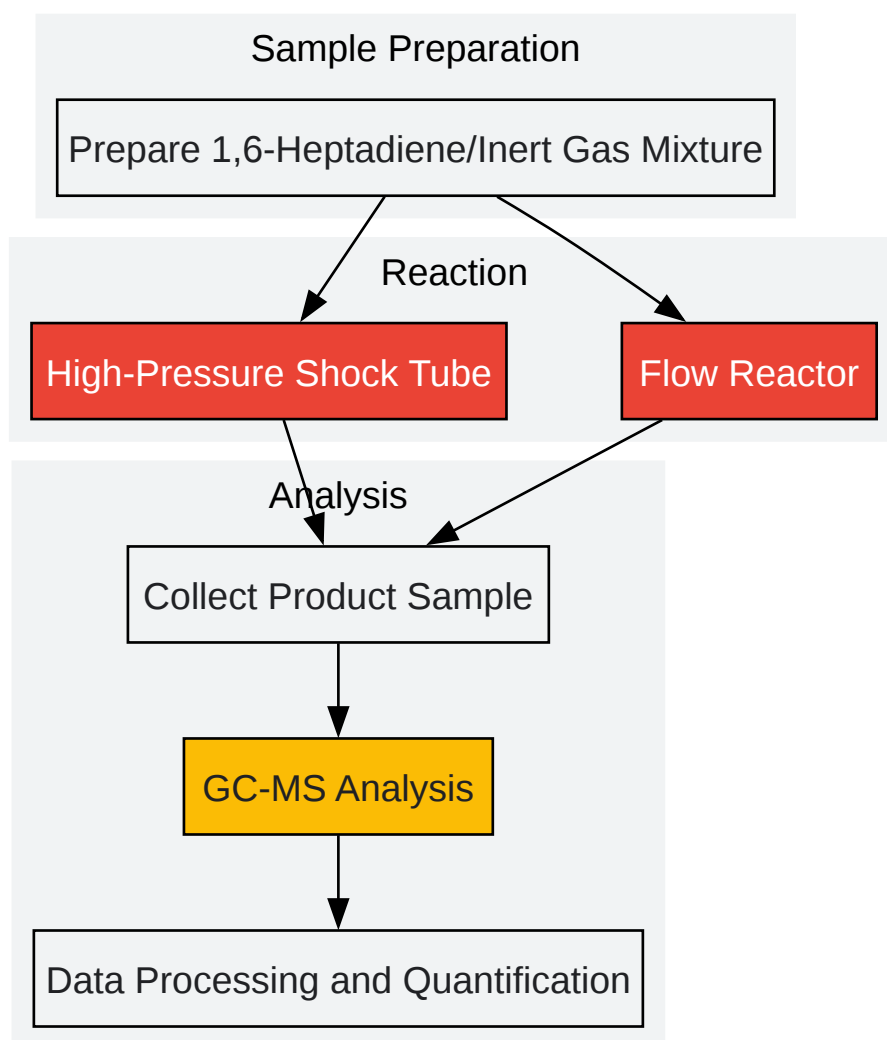 Sample Preparation
Prepare 1,6-Heptadiene/Inert Gas Mixture
Reaction
High-Pressure Shock Tube
Flow Reactor
Analysis
Collect Product Sample
GC-MS Analysis
Data Processing and Quantification